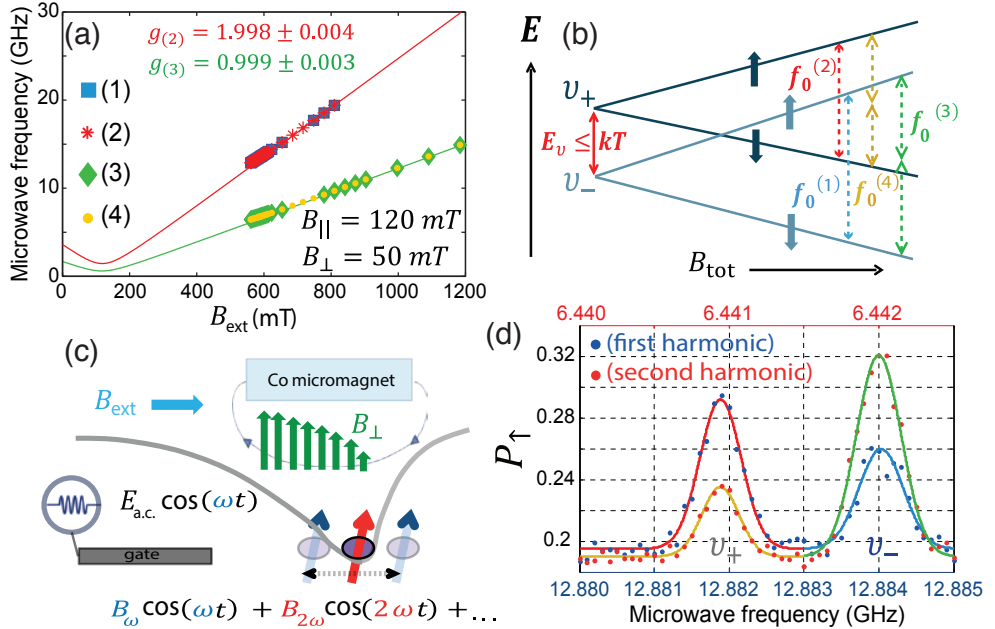 (a)
g(2) = 1.998 ± 0.004
g(3) = 0.999 ± 0.003
(1)
(2)
(3)
(4)
B|| = 120 mT
B⊥ = 50 mT
Microwave frequency (GHz)
30
20
10
0
0 200 400 600 800 1000 1200
Bext (mT)
(b)
E
υ+
υ−
Ev ≤ kT
f0(2)
f0(3)
f0(1)
f0(4)
Btot
(c)
Co micromagnet
Bext
B⊥
Ea.c. cos(ωt)
gate
Bω cos(ωt) + B2ω cos(2ωt) + ...
(d)
6.440 6.441 6.442
(first harmonic)
(second harmonic)
P↑
0.32
0.28
0.24
0.2
υ+
υ−
12.880 12.881 12.882 12.883 12.884 12.885
Microwave frequency (GHz)